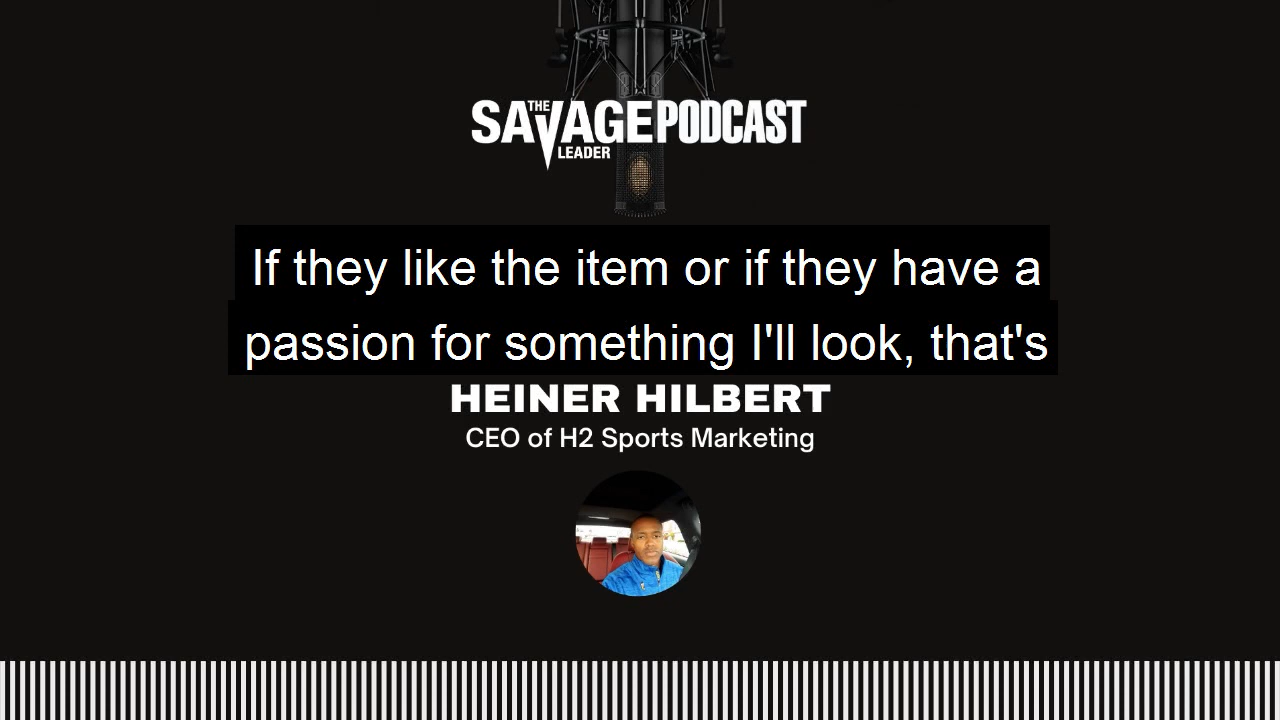 THE SAVAGE PODCAST
LEADER
If they like the item or if they have a
passion for something I'll look, that's
HEINER HILBERT
CEO of H2 Sports Marketing